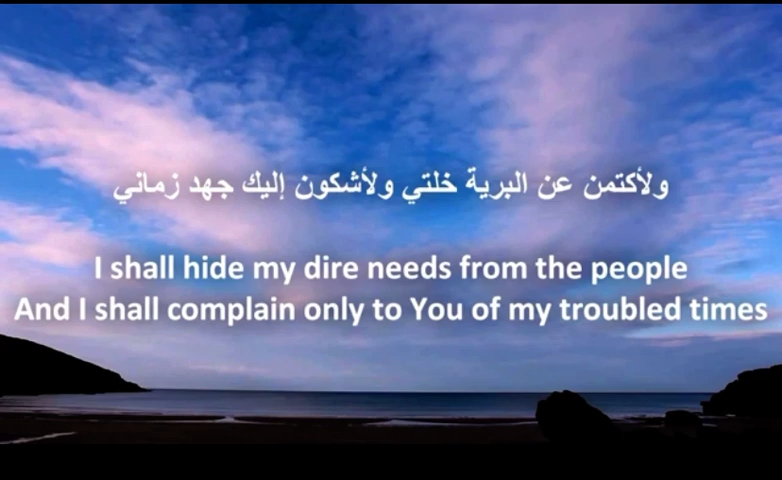 ولأكتمن عن البرية خلتي ولأشكون إليك جهد زماني
I shall hide my dire needs from the people
And I shall complain only to You of my troubled times